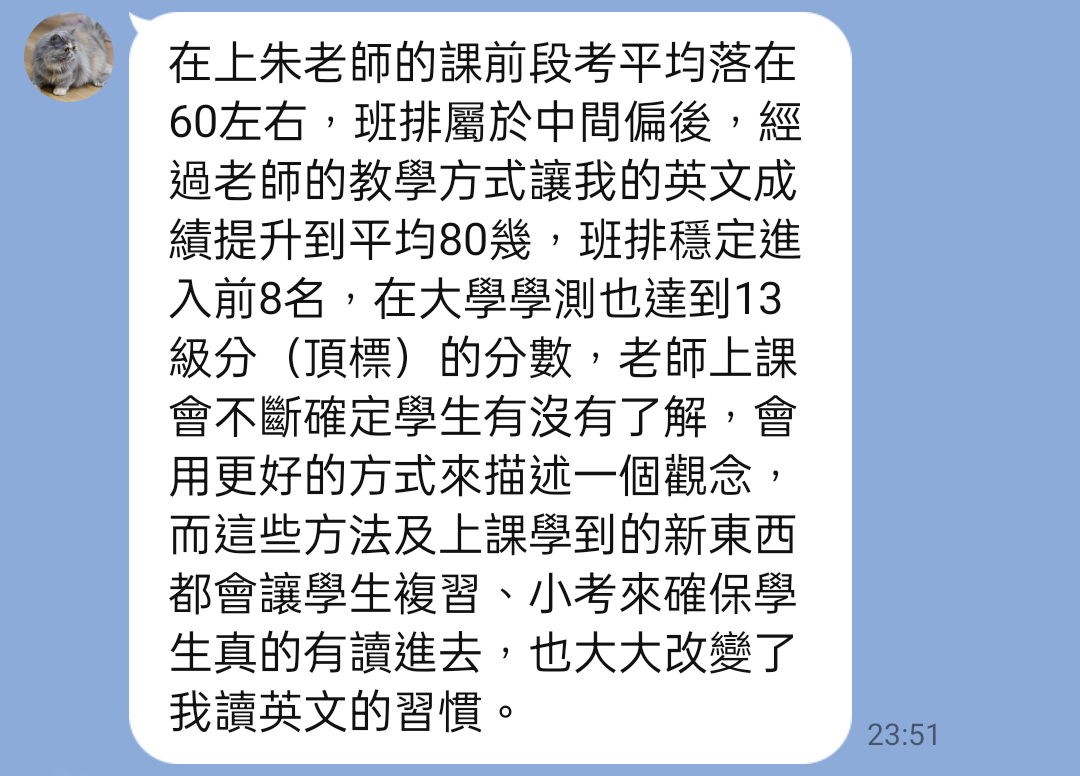 在上朱老師的課前段考平均落在
60左右，班排屬於中間偏後，經
過老師的教學方式讓我的英文成
績提升到平均80幾，班排穩定進
入前8名，在大學學測也達到13
級分（頂標）的分數，老師上課
會不斷確定學生有沒有了解，會
用更好的方式來描述一個觀念，
而這些方法及上課學到的新東西
都會讓學生複習、小考來確保學
生真的有讀進去，也大大改變了
我讀英文的習慣。
23:51